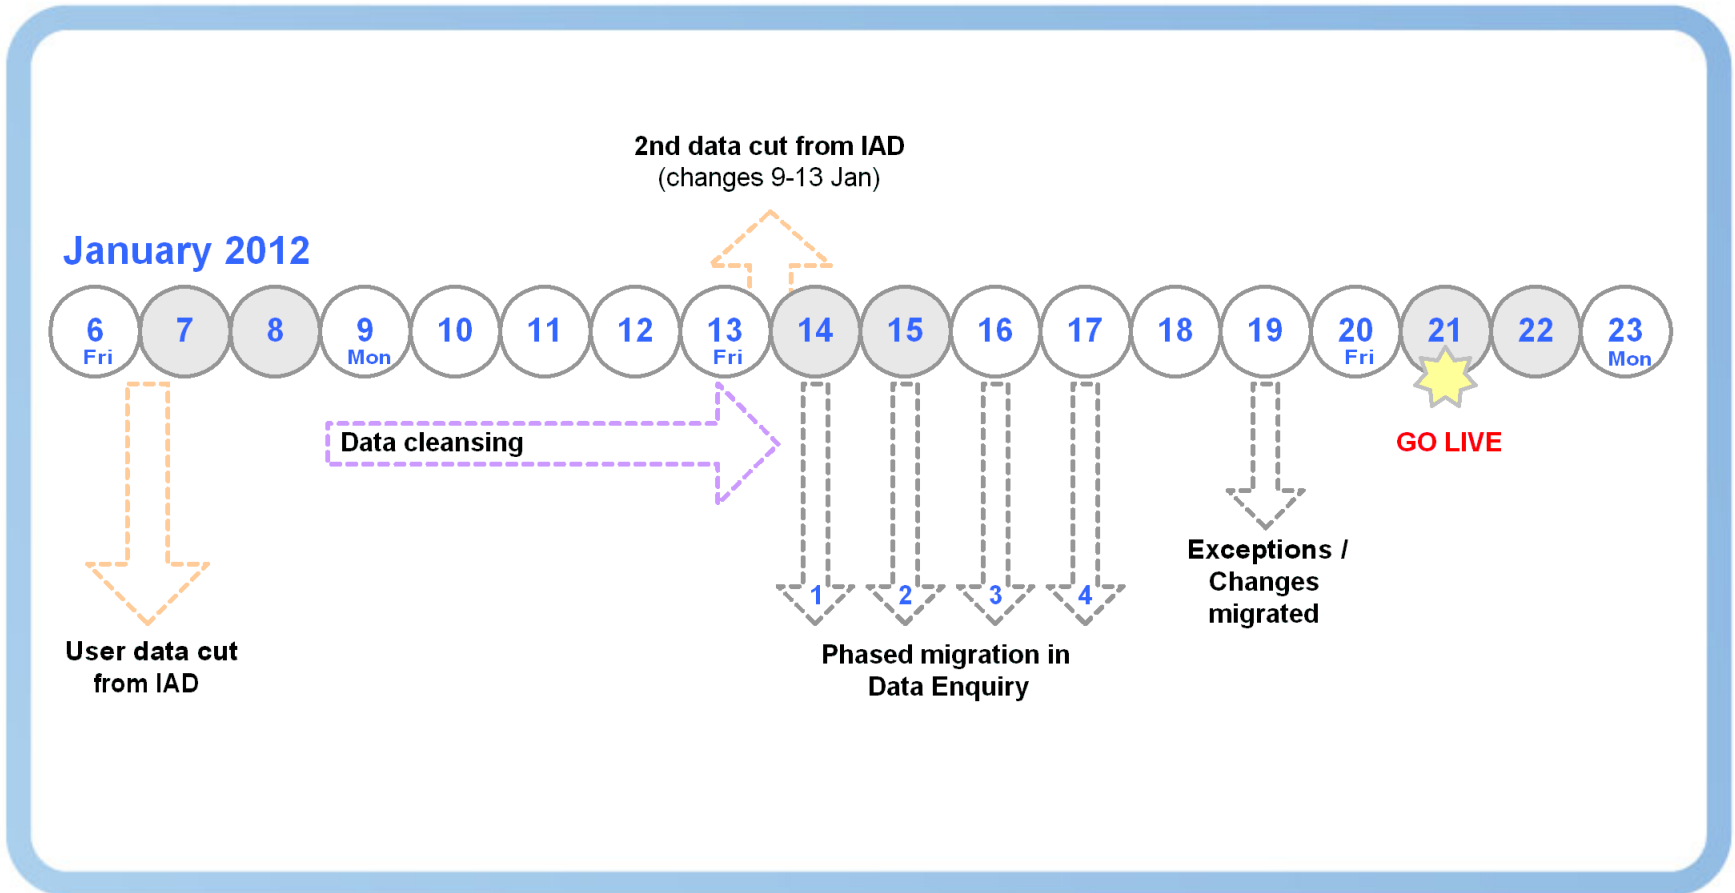 2nd data cut from IAD
(changes 9-13 Jan)
January 2012
6 7 8 9 10 11 12 13 14 15 16 17 18 19 20 21 22 23
Fri Mon Fri Fri Mon
Data cleansing
GO LIVE
1 2 3 4
User data cut
from IAD
Phased migration in
Data Enquiry
Exceptions /
Changes
migrated